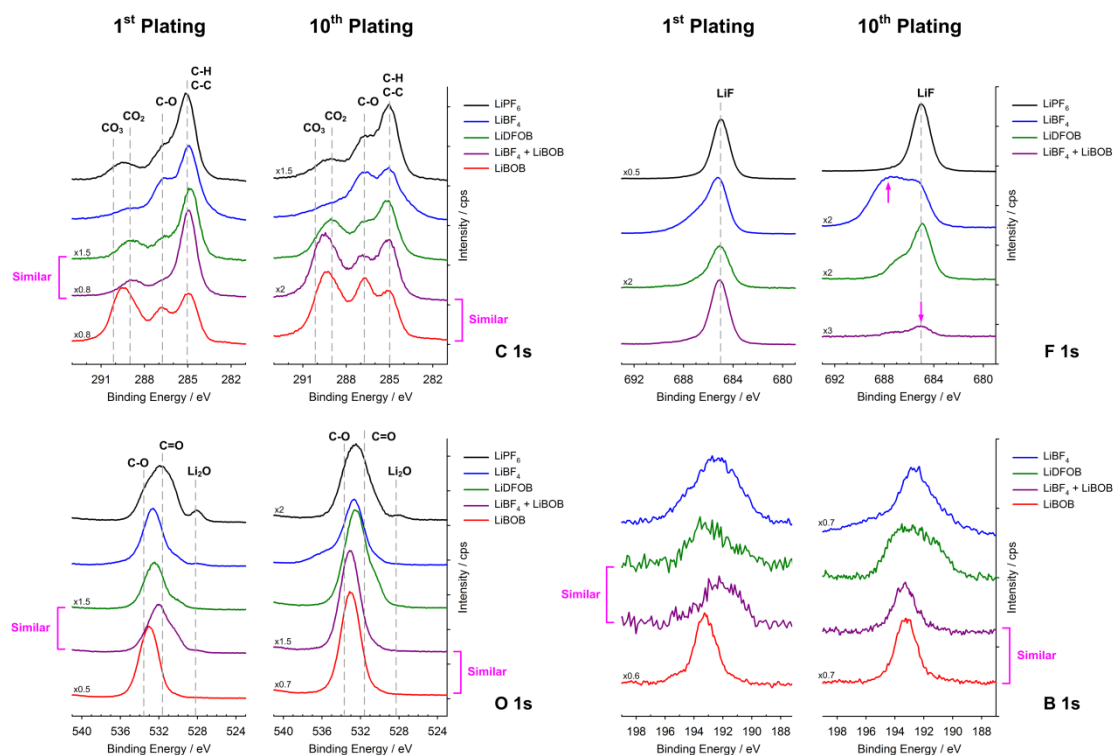 1st Plating
10th Plating
1st Plating
10th Plating
C-H
C-C
C-O
CO2
CO3
C-H
C-C
C-O
CO2
CO3
LiPF6
LiBF4
LiDFOB
LiBF4 + LiBOB
LiBOB
x1.5
x0.8
x0.8
x1.5
x2
Similar
Similar
Intensity / cps
291 288 285 282
Binding Energy / eV
291 288 285 282
Binding Energy / eV
C 1s
LiF
LiF
LiPF6
LiBF4
LiDFOB
LiBF4 + LiBOB
x0.5
x2
x2
x2
x3
Intensity / cps
692 688 684 680
Binding Energy / eV
692 688 684 680
Binding Energy / eV
F 1s
C=O
C-O
Li2O
C-O
C=O
Li2O
LiPF6
LiBF4
LiDFOB
LiBF4 + LiBOB
LiBOB
x1.5
x0.5
x2
x1.5
x0.7
Similar
Similar
Intensity / cps
540 536 532 528 524
Binding Energy / eV
540 536 532 528 524
Binding Energy / eV
O 1s
LiBF4
LiDFOB
LiBF4 + LiBOB
LiBOB
x0.6
x0.7
x0.7
Similar
Similar
Intensity / cps
198 196 194 192 190 188
Binding Energy / eV
198 196 194 192 190 188
Binding Energy / eV
B 1s